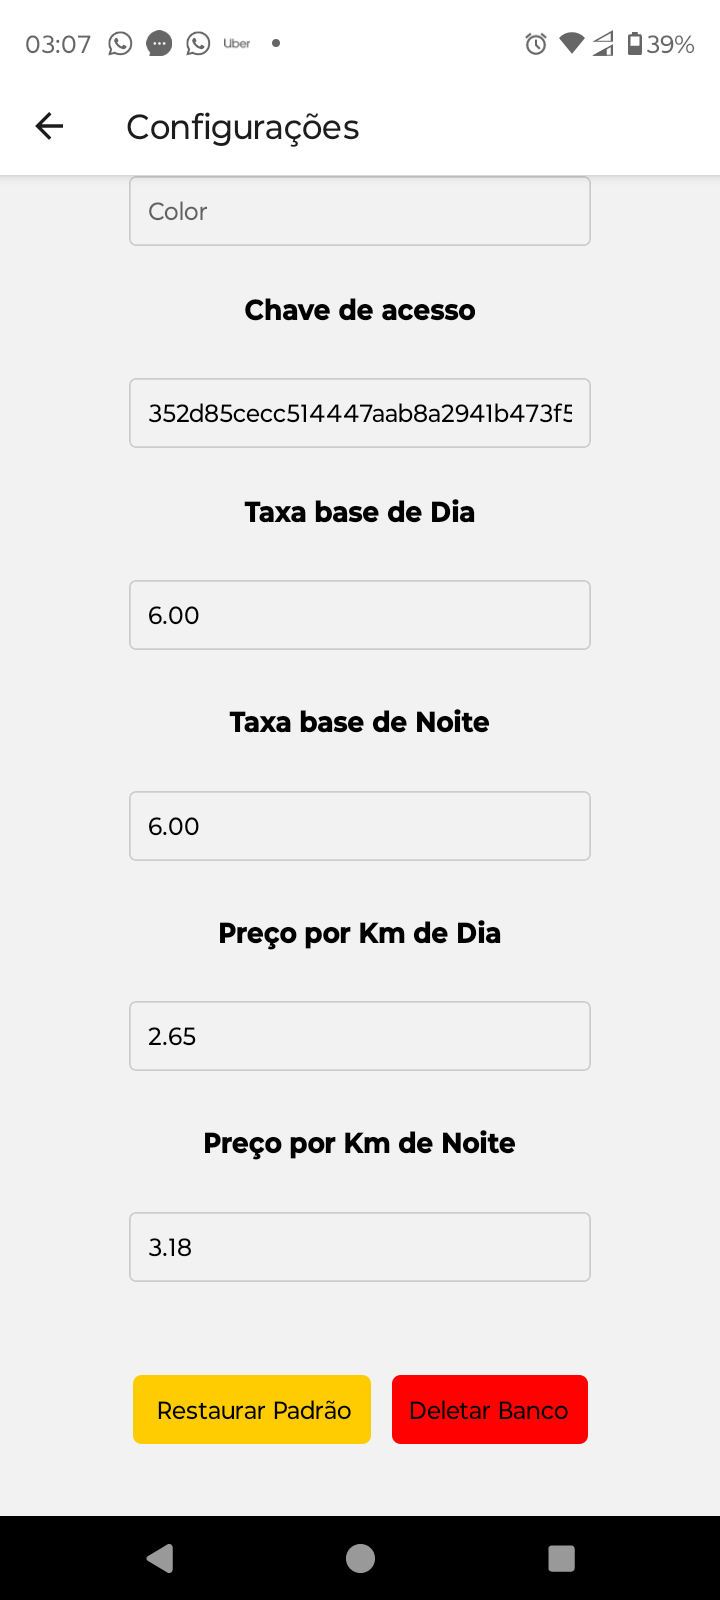 03:07 Uber 39%
Configurações
Color
Chave de acesso
352d85cecc514447aab8a2941b473f5
Taxa base de Dia
6.00
Taxa base de Noite
6.00
Preço por Km de Dia
2.65
Preço por Km de Noite
3.18
Restaurar Padrão Deletar Banco